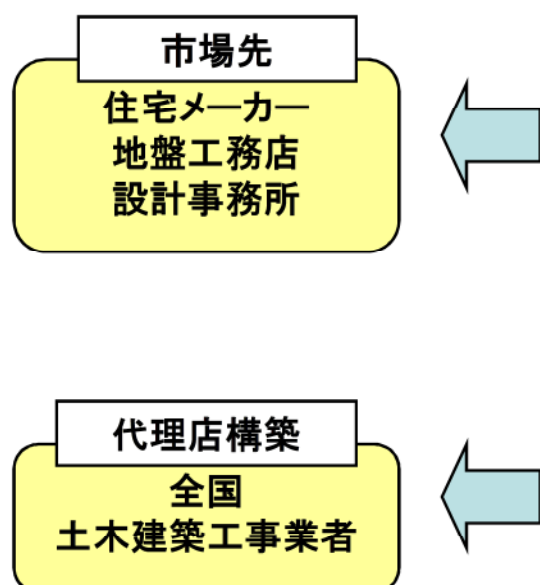 市場先
住宅メーカー
地盤工務店
設計事務所
代理店構築
全国
土木建築工事業者